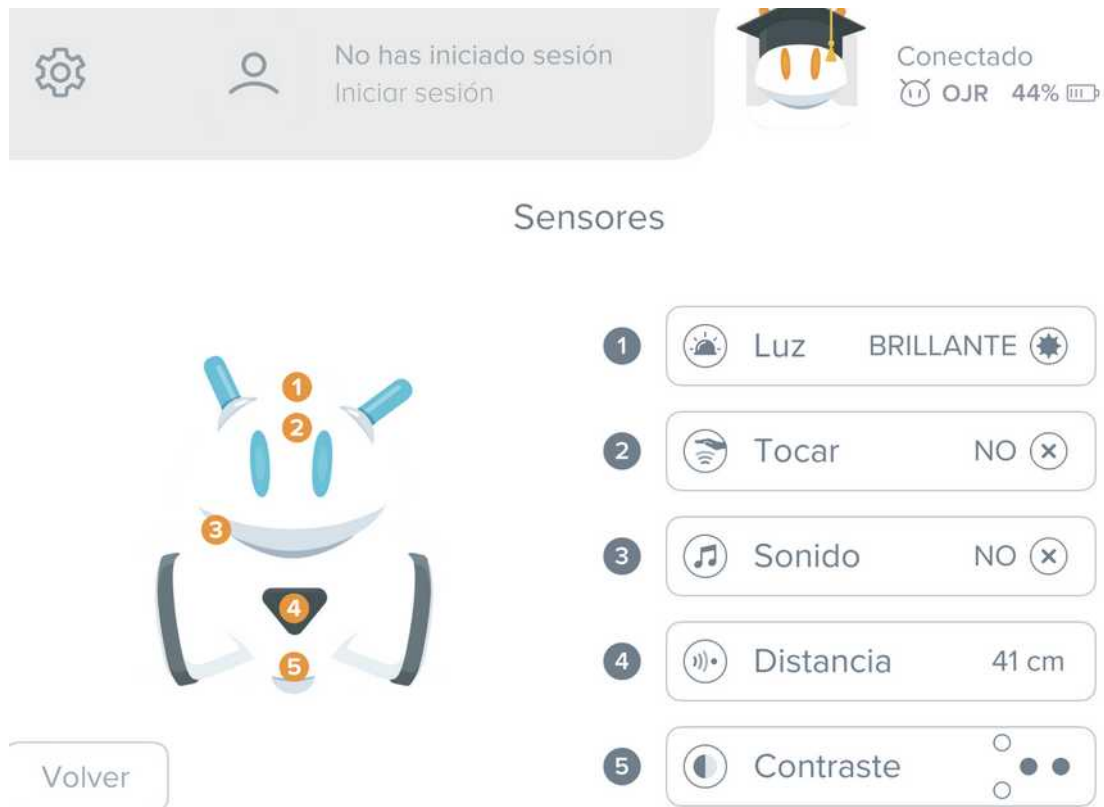 No has iniciado sesión
Iniciar sesión
Conectado
OJR 44%
Sensores
1 Luz BRILLANTE
2 Tocar NO
3 Sonido NO
4 Distancia 41 cm
5 Contraste
1
2
3
4
5
Volver